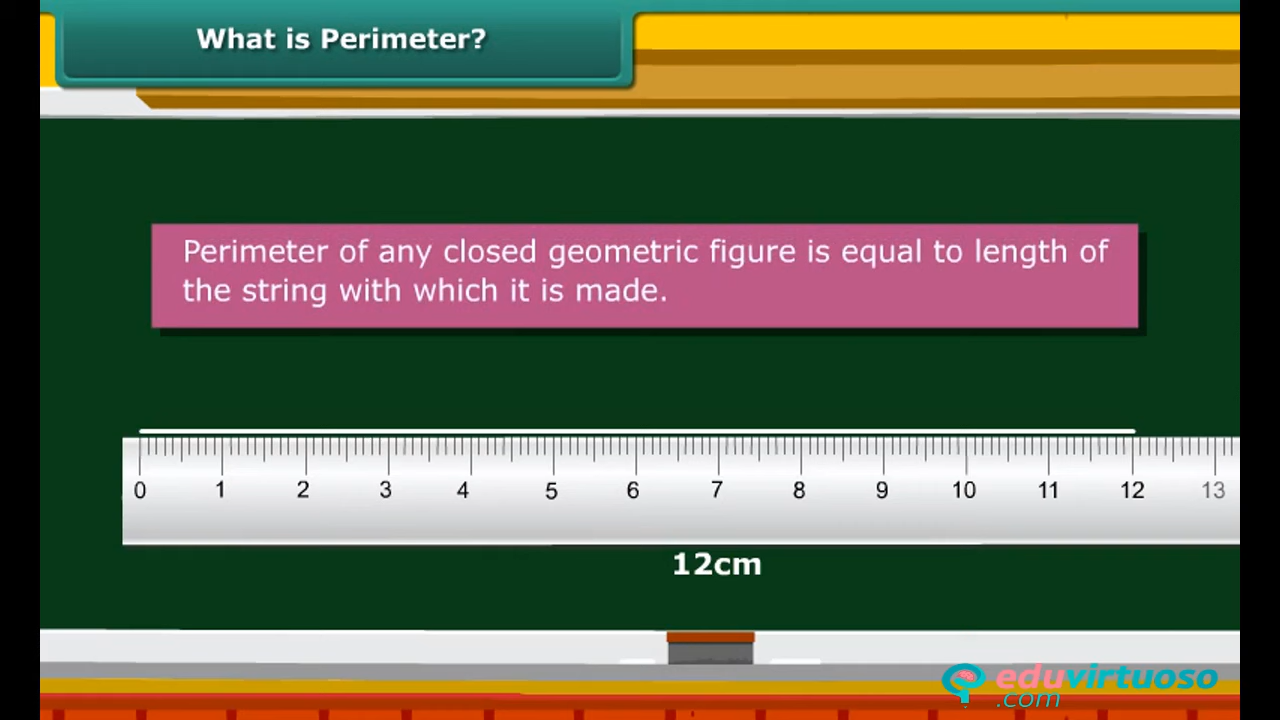 What is Perimeter?
Perimeter of any closed geometric figure is equal to length of
the string with which it is made.
0 1 2 3 4 5 6 7 8 9 10 11 12 13
12cm
eduvirtuoso
.com